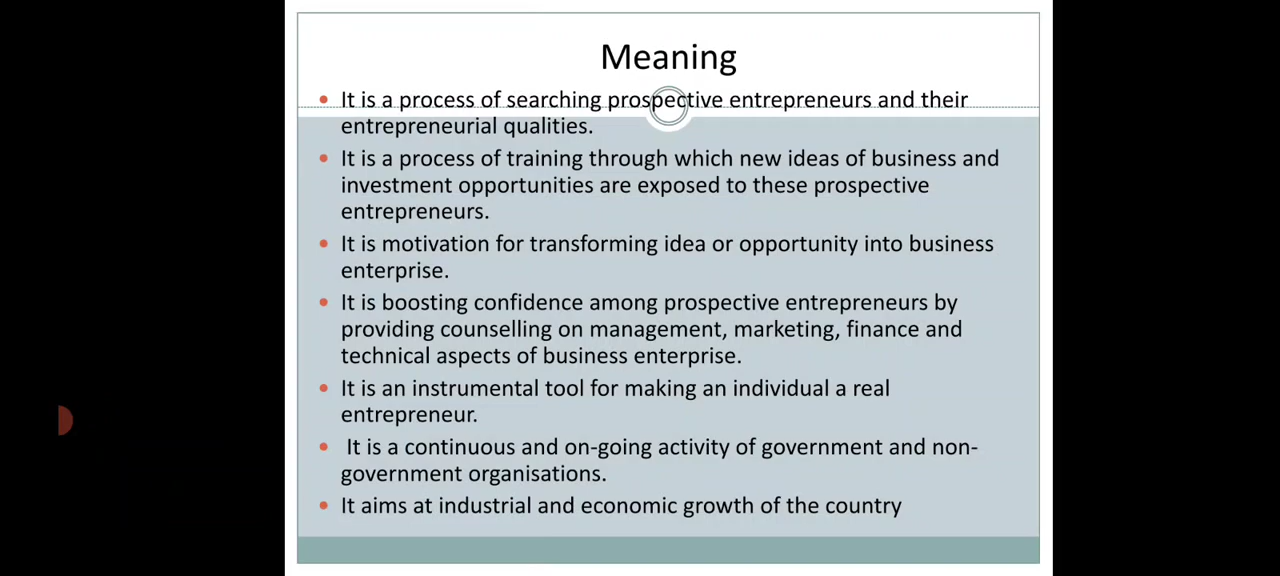 Meaning
• It is a process of searching prospective entrepreneurs and their
entrepreneurial qualities.
• It is a process of training through which new ideas of business and
investment opportunities are exposed to these prospective
entrepreneurs.
• It is motivation for transforming idea or opportunity into business
enterprise.
• It is boosting confidence among prospective entrepreneurs by
providing counselling on management, marketing, finance and
technical aspects of business enterprise.
• It is an instrumental tool for making an individual a real
entrepreneur.
• It is a continuous and on-going activity of government and non-
government organisations.
• It aims at industrial and economic growth of the country